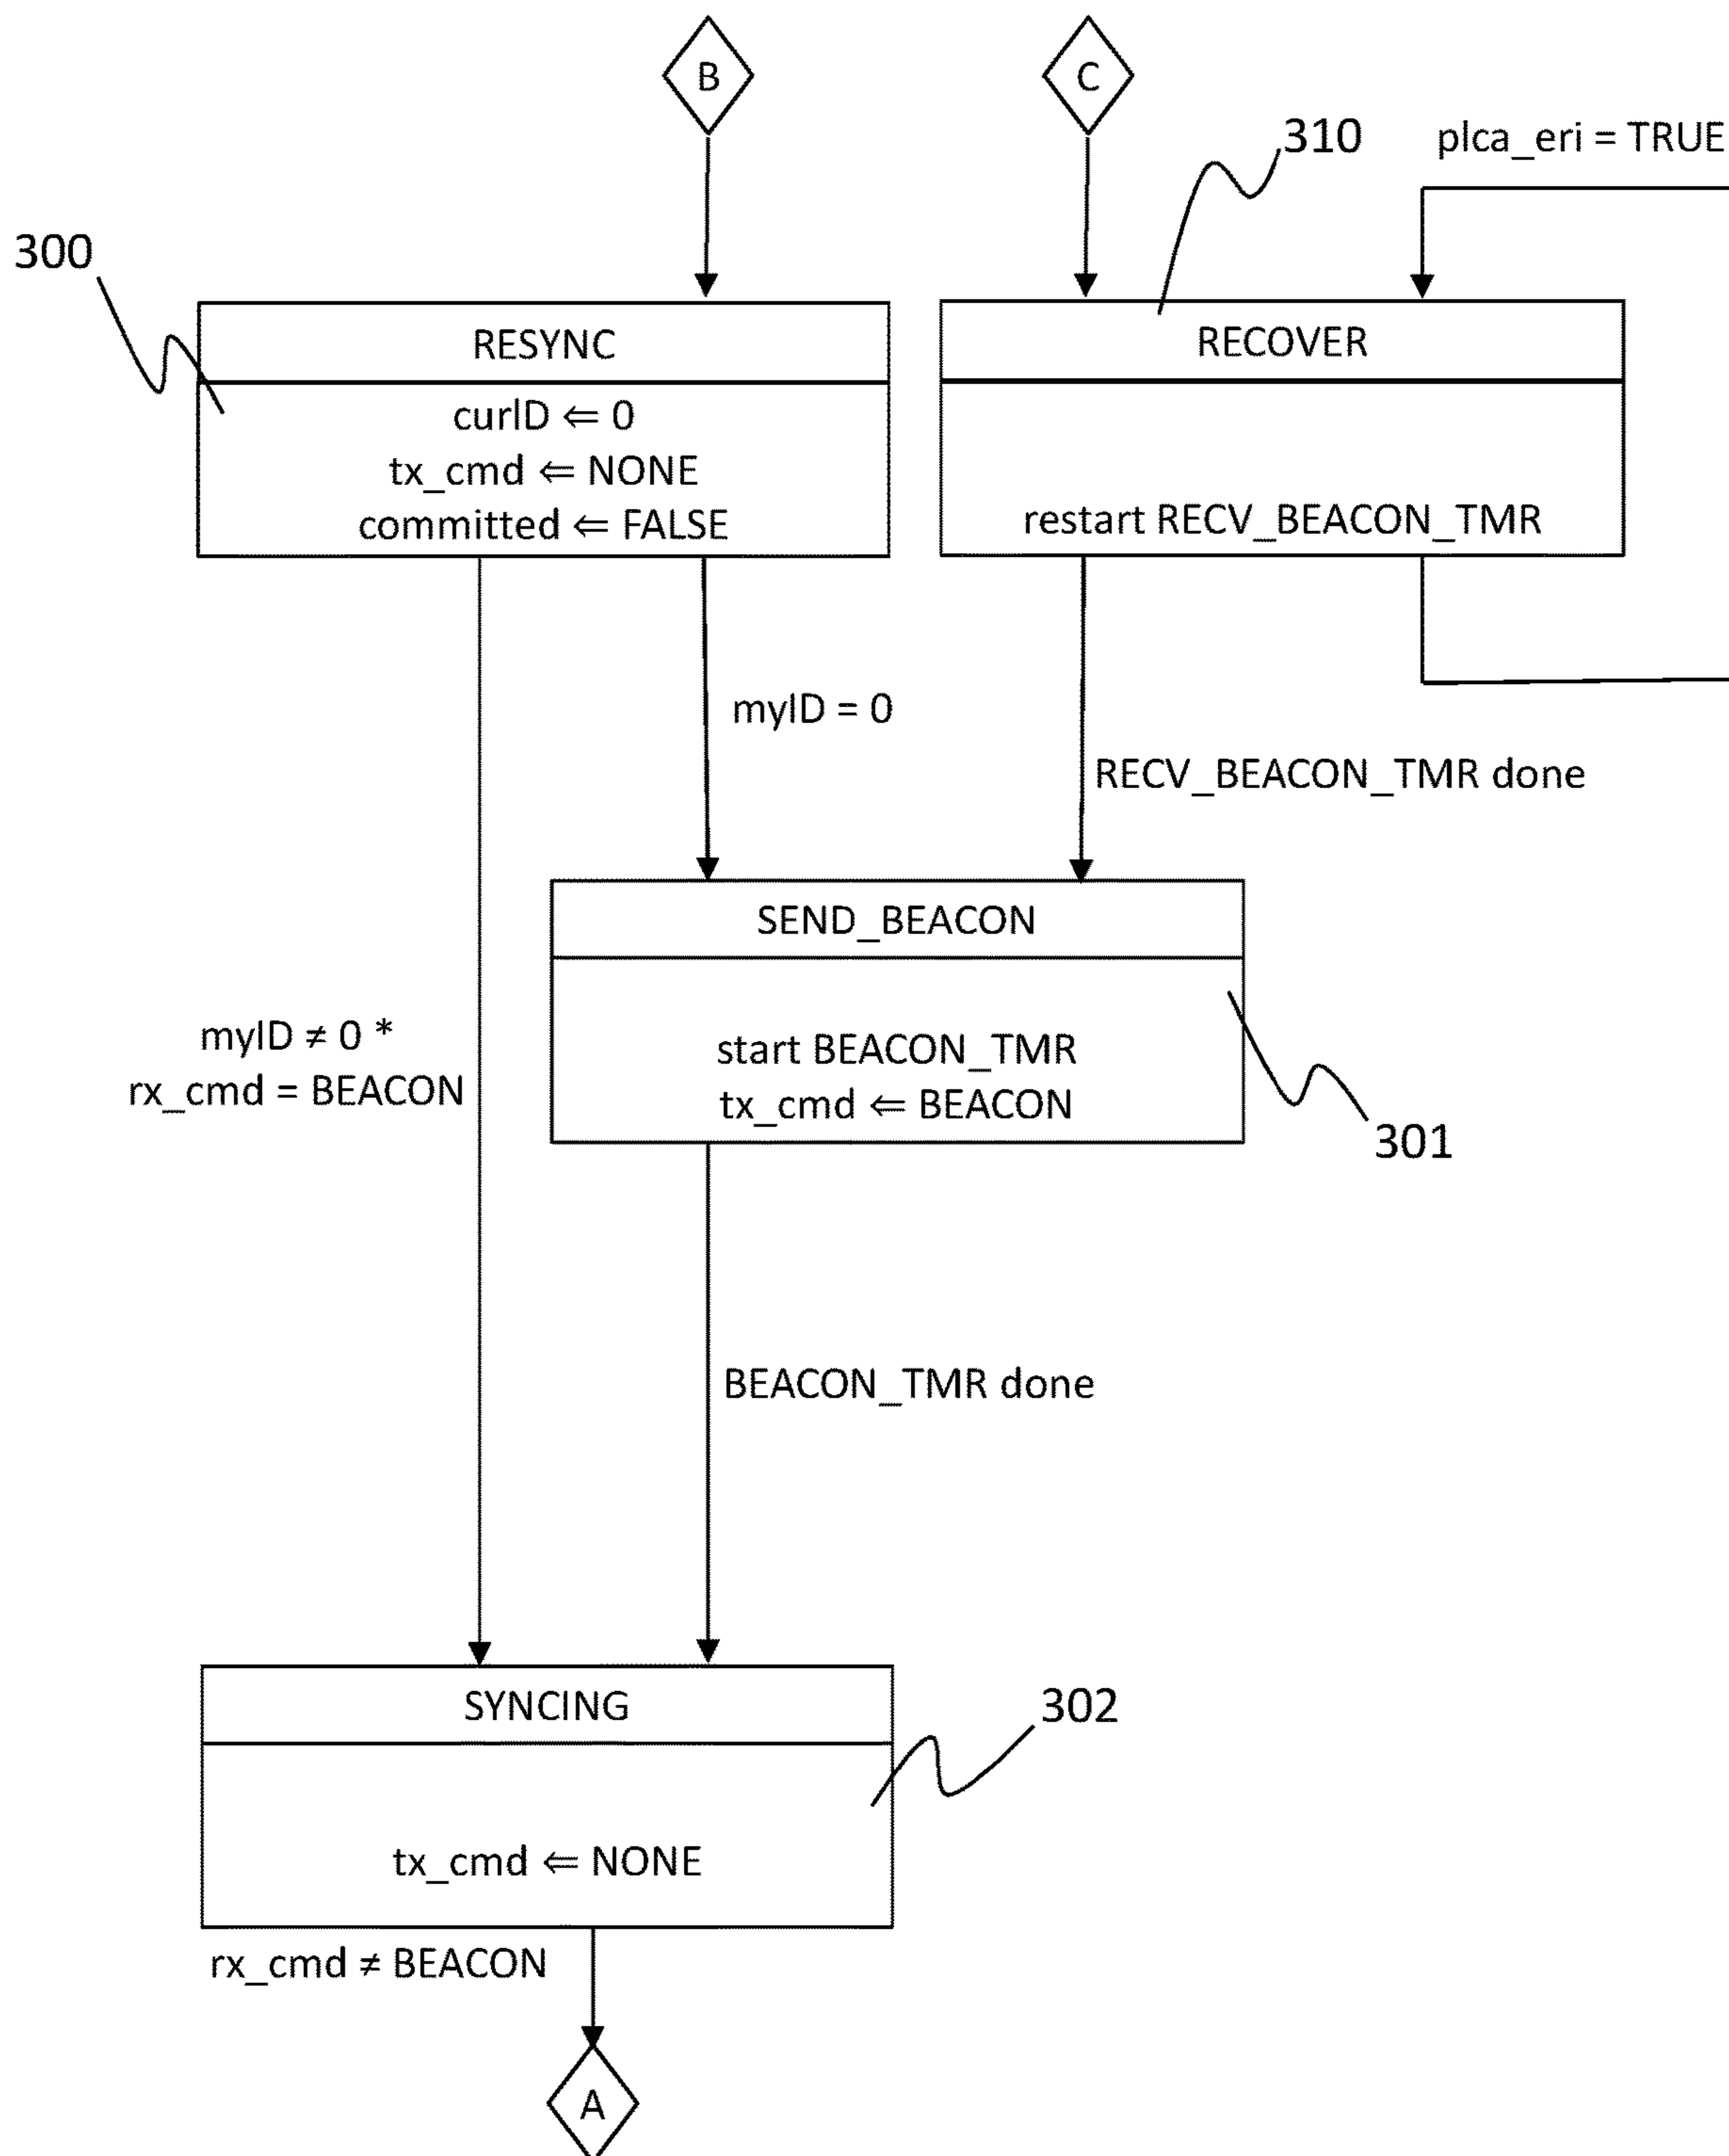 B
C
310
plca_eri = TRUE
300
RESYNC
curID ⇐ 0
tx_cmd ⇐ NONE
committed ⇐ FALSE
RECOVER
restart RECV_BEACON_TMR
myID = 0
RECV_BEACON_TMR done
SEND_BEACON
start BEACON_TMR
tx_cmd ⇐ BEACON
301
myID ≠ 0 *
rx_cmd = BEACON
BEACON_TMR done
SYNCING
302
tx_cmd ⇐ NONE
rx_cmd ≠ BEACON
A